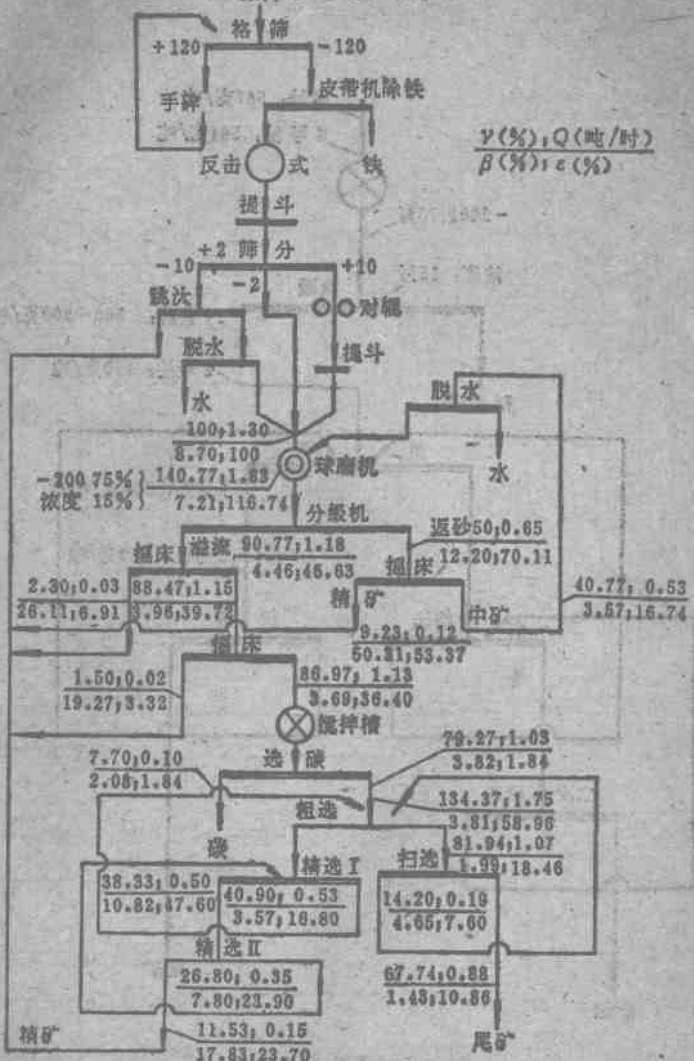 格 筛
+120
-120
手碎
皮带机除铁
反击
式
铁
γ(%);Q(吨/时)
β(%);ε(%)
提 斗
+2 筛 分
-10
-2
+10
跳汰
对辊
脱水
提斗
水
脱 水
水
100;1.30
8.70;100
-200 75%
浓度 15%
140.77;1.83
7.21;116.74
球磨机
分级机
摇床
溢流
90.77;1.18
4.46;46.63
返砂50;0.65
12.20;70.11
摇 床
2.30;0.03
26.11;6.91
88.47;1.15
3.96;39.72
精 矿
中矿
40.77; 0.53
3.57;16.74
9.23;0.12
50.31;53.37
摇 床
1.50;0.02
19.27;3.32
86.97; 1.13
3.69;36.40
搅拌槽
7.70;0.10
2.08;1.84
选 碳
79.27;1.03
3.82;1.84
粗选
134.37;1.75
3.81;58.96
碳
精选Ⅰ
扫选
81.94;1.07
1.99;18.46
38.33;0.50
10.82;47.60
40.90; 0.53
3.57;16.80
14.20;0.19
4.65;7.60
精选Ⅱ
26.80; 0.35
7.80;23.90
67.74;0.88
1.43;10.86
精矿
11.53; 0.15
17.83;23.70
尾矿